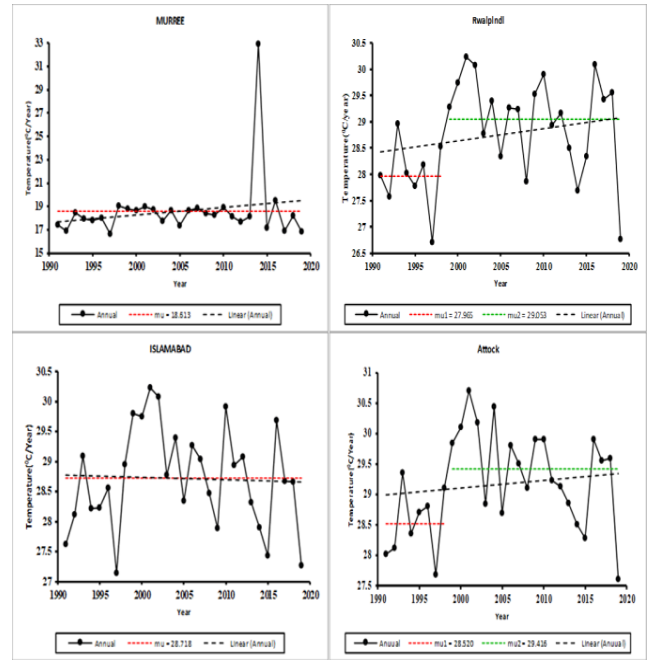 MURREE
Temperature(°C/Year)
33
31
29
27
25
23
21
19
17
15
1990 1995 2000 2005 2010 2015 2020
Year
Annual mu = 18.613 Linear (Annual)
Rwalpindi
Temperature(°C/year)
30.5
30
29.5
29
28.5
28
27.5
27
26.5
1990 1995 2000 2005 2010 2015 2020
Year
Annual mu1 = 27.965 mu2 = 29.053 Linear (Annual)
ISLAMABAD
Temperature(°C/Year)
30.5
30
29.5
29
28.5
28
27.5
27
1990 1995 2000 2005 2010 2015 2020
Year
Annual mu = 28.718 Linear (Annual)
Attock
Temperature(°C/Year)
31
30.5
30
29.5
29
28.5
28
27.5
1990 1995 2000 2005 2010 2015 2020
Year
Anuual mu1 = 28.520 mu2 = 29.416 Linear (Anuual)